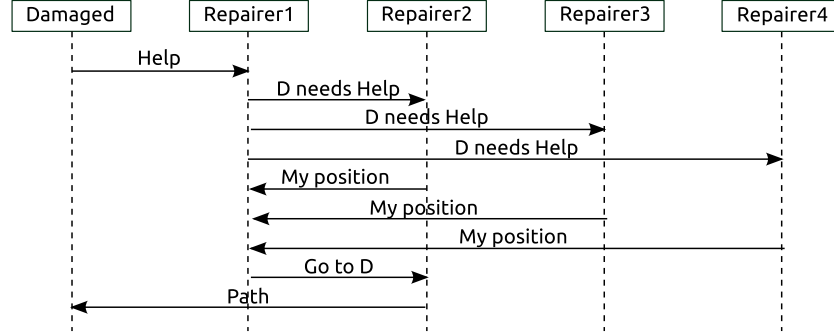 Damaged
Repairer1
Repairer2
Repairer3
Repairer4
Help
D needs Help
D needs Help
D needs Help
My position
My position
My position
Go to D
Path